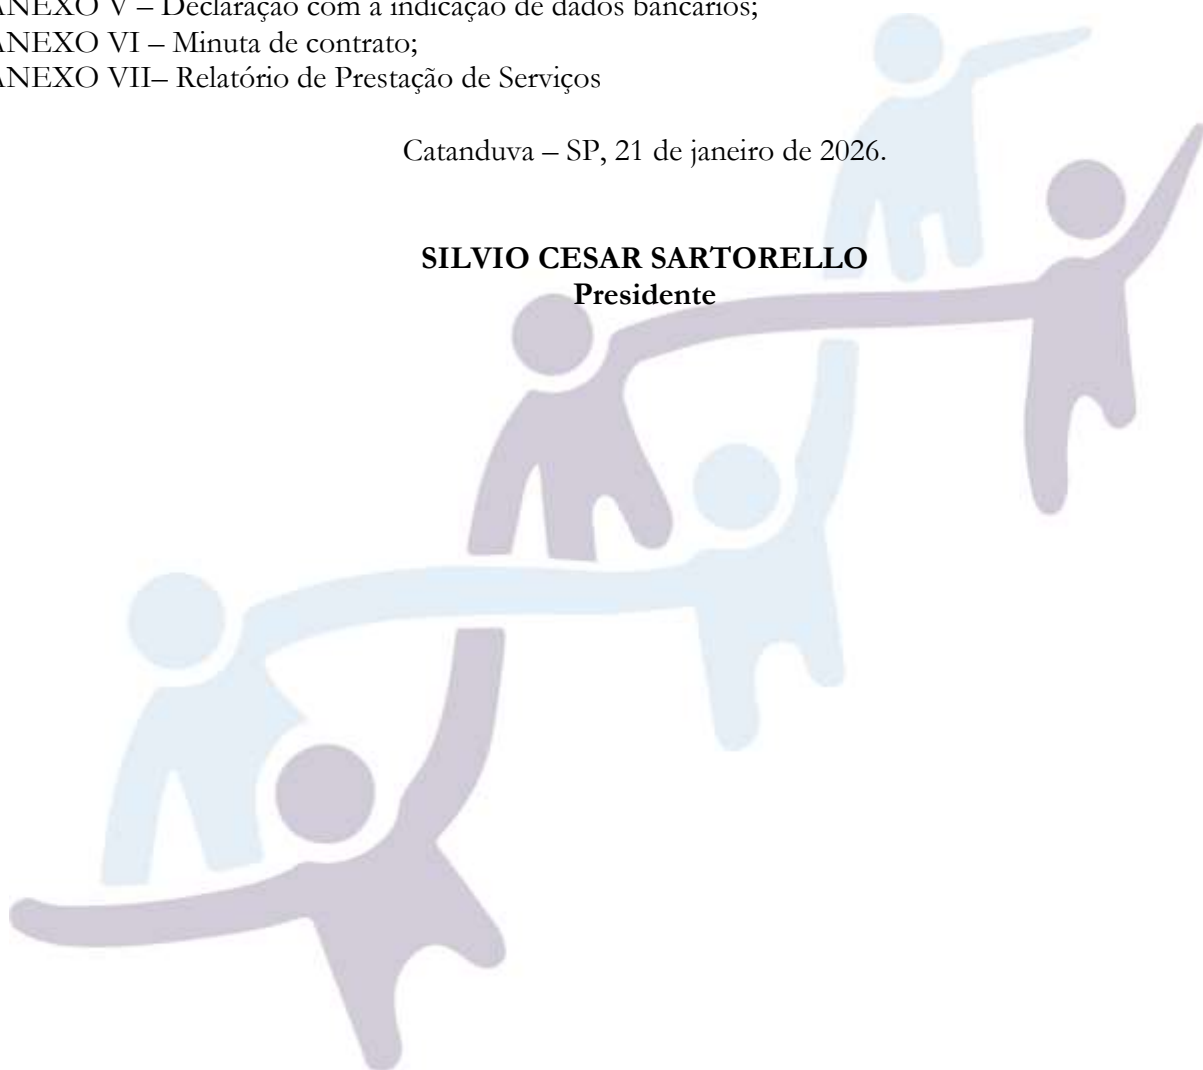 ANEXO V – Declaração com a indicação de dados bancários;
ANEXO VI – Minuta de contrato;
ANEXO VII– Relatório de Prestação de Serviços
Catanduva – SP, 21 de janeiro de 2026.
SILVIO CESAR SARTORELLO
Presidente